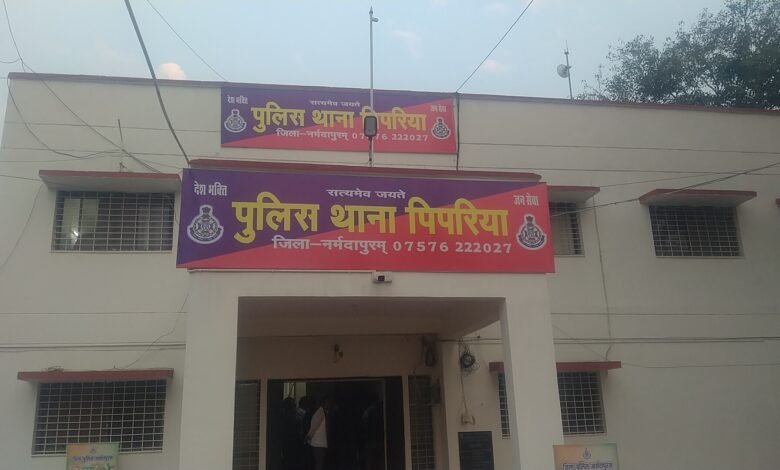 सत्यमेव जयते
देश भक्ति
जन सेवा
पुलिस थाना पिपरिया
जिला-नर्मदापुरम् 07576 222027
सत्यमेव जयते
देश भक्ति
जन सेवा
पुलिस थाना पिपरिया
जिला-नर्मदापुरम् 07576 222027